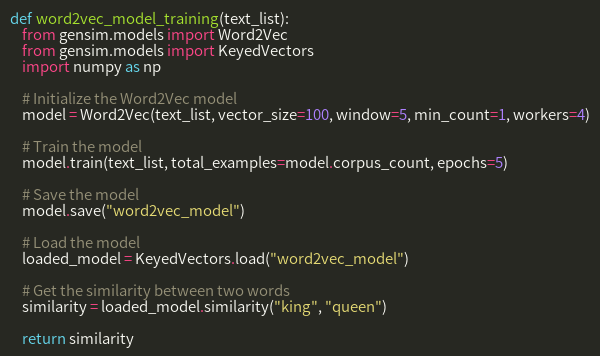 def word2vec_model_training(text_list):
from gensim.models import Word2Vec
from gensim.models import KeyedVectors
import numpy as np
# Initialize the Word2Vec model
model = Word2Vec(text_list, vector_size=100, window=5, min_count=1, workers=4)
# Train the model
model.train(text_list, total_examples=model.corpus_count, epochs=5)
# Save the model
model.save("word2vec_model")
# Load the model
loaded_model = KeyedVectors.load("word2vec_model")
# Get the similarity between two words
similarity = loaded_model.similarity("king", "queen")
return similarity